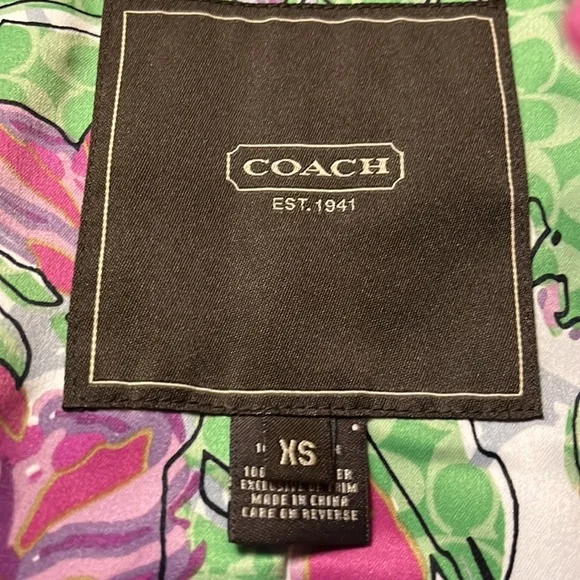 COACH
EST. 1941
XS
EXCLUSIVE OF TRIM
MADE IN CHINA
CARE ON REVERSE